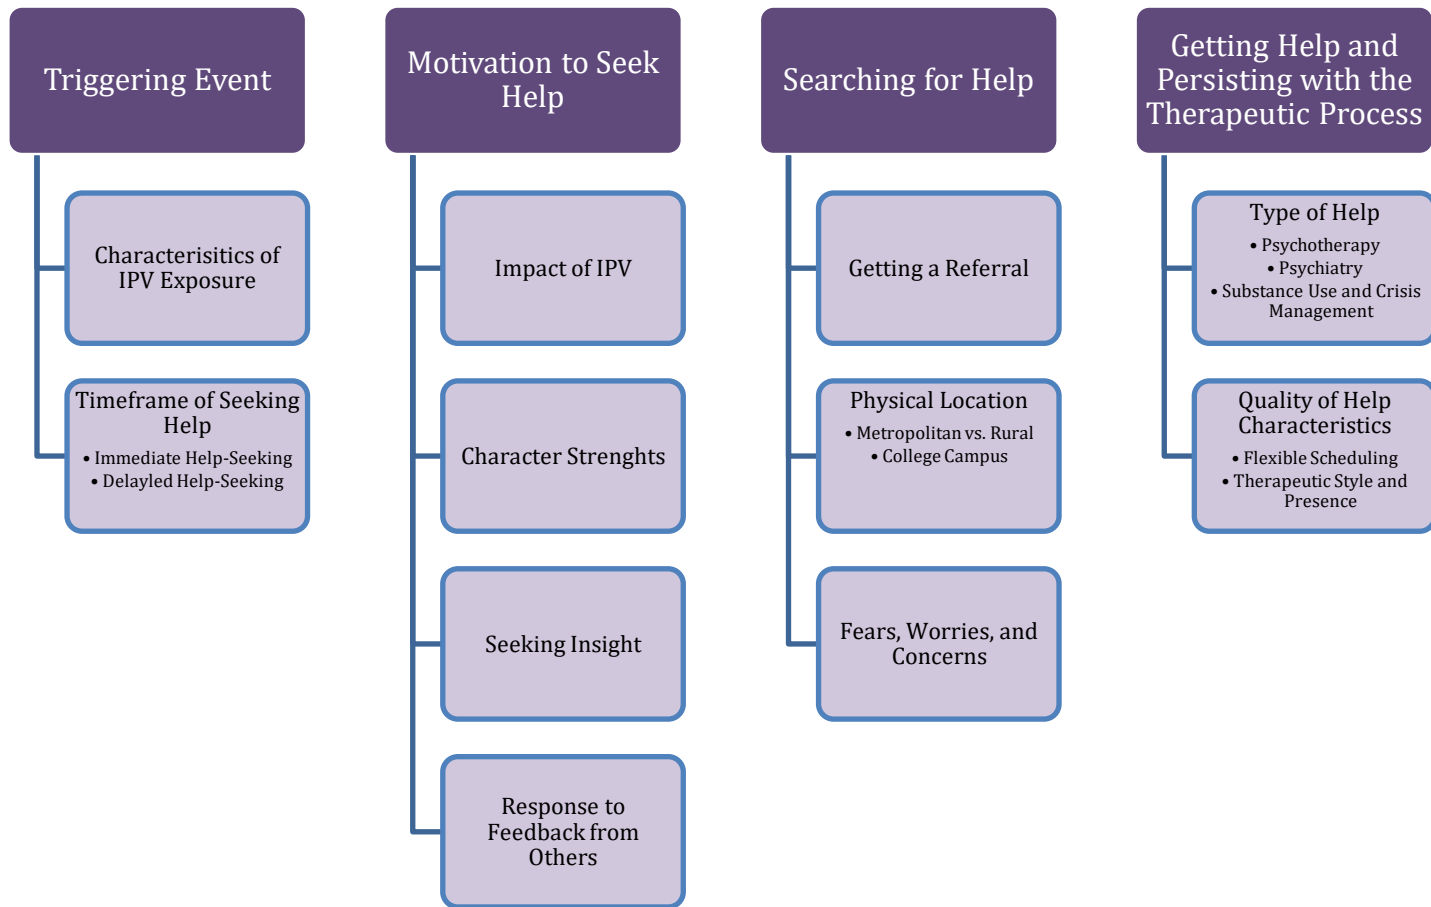 Triggering Event
Characterisitics of
IPV Exposure
Timeframe of Seeking
Help
• Immediate Help-Seeking
• Delayled Help-Seeking
Motivation to Seek
Help
Impact of IPV
Character Strenghts
Seeking Insight
Response to
Feedback from
Others
Searching for Help
Getting a Referral
Physical Location
• Metropolitan vs. Rural
• College Campus
Fears, Worries, and
Concerns
Getting Help and
Persisting with the
Therapeutic Process
Type of Help
• Psychotherapy
• Psychiatry
• Substance Use and Crisis
Management
Quality of Help
Characteristics
• Flexible Scheduling
• Therapeutic Style and
Presence